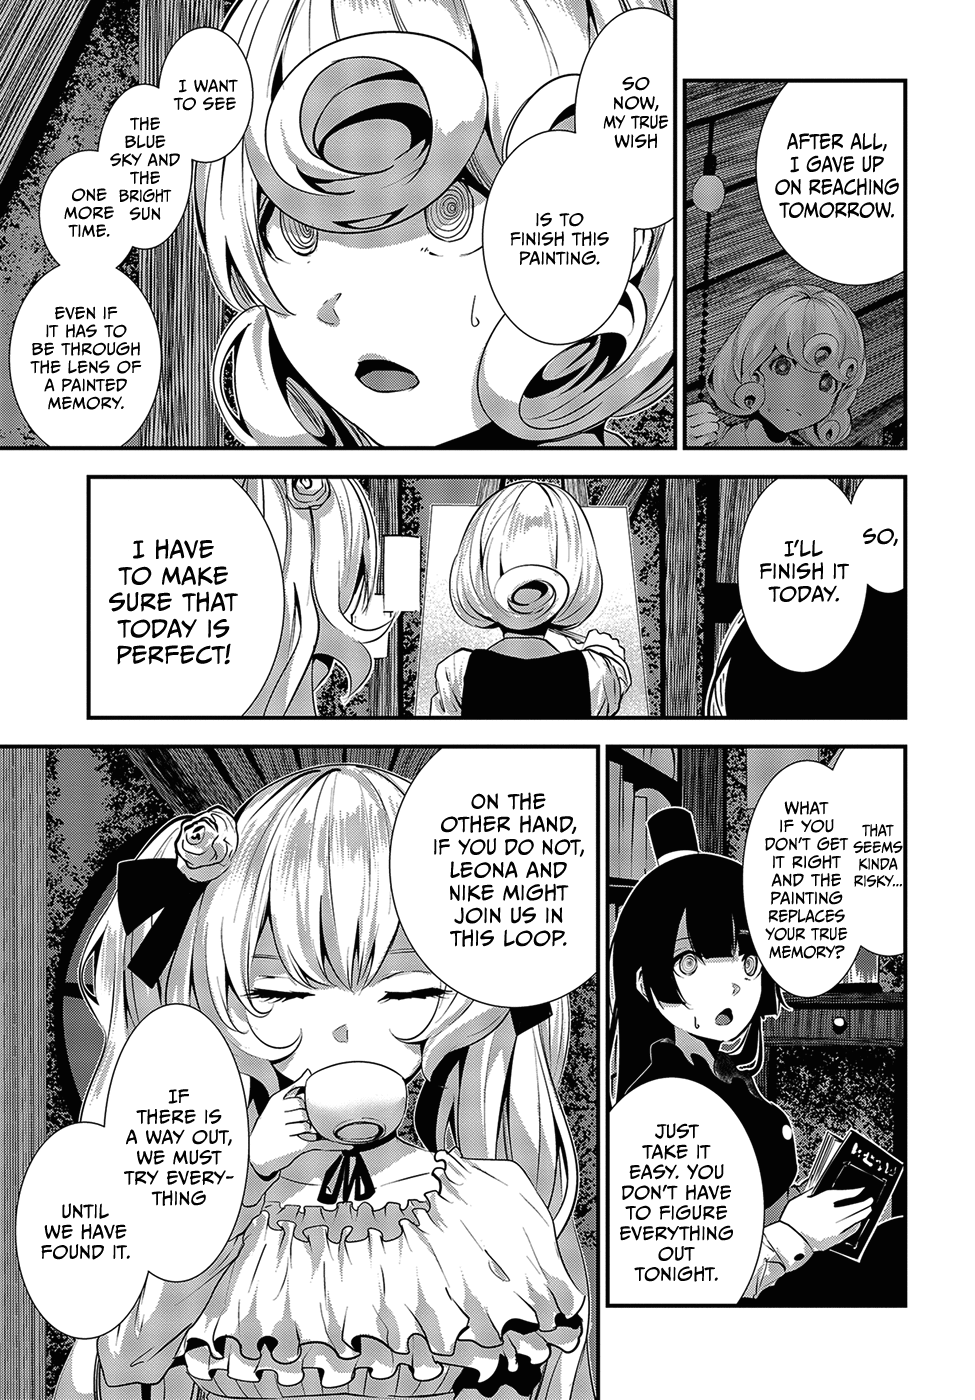 AFTER ALL,
I GAVE UP
ON REACHING
TOMORROW.
SO
NOW,
MY TRUE
WISH
IS TO
FINISH THIS
PAINTING.
I WANT
TO SEE
THE
BLUE
SKY AND
THE
BRIGHT
SUN
ONE
MORE
TIME.
EVEN IF
IT HAS TO
BE THROUGH
THE LENS OF
A PAINTED
MEMORY.
SO,
I'LL
FINISH IT
TODAY.
I HAVE
TO MAKE
SURE THAT
TODAY IS
PERFECT!
THAT
SEEMS
KINDA
RISKY...
WHAT
IF YOU
DON'T GET
IT RIGHT
AND THE
PAINTING
REPLACES
YOUR TRUE
MEMORY?
JUST
TAKE IT
EASY. YOU
DON'T HAVE
TO FIGURE
EVERYTHING
OUT
TONIGHT.
ON THE
OTHER HAND,
IF YOU DO NOT,
LEONA AND
NIKE MIGHT
JOIN US IN
THIS LOOP.
IF
THERE IS
A WAY OUT,
WE MUST
TRY EVERY-
THING
UNTIL
WE HAVE
FOUND IT.